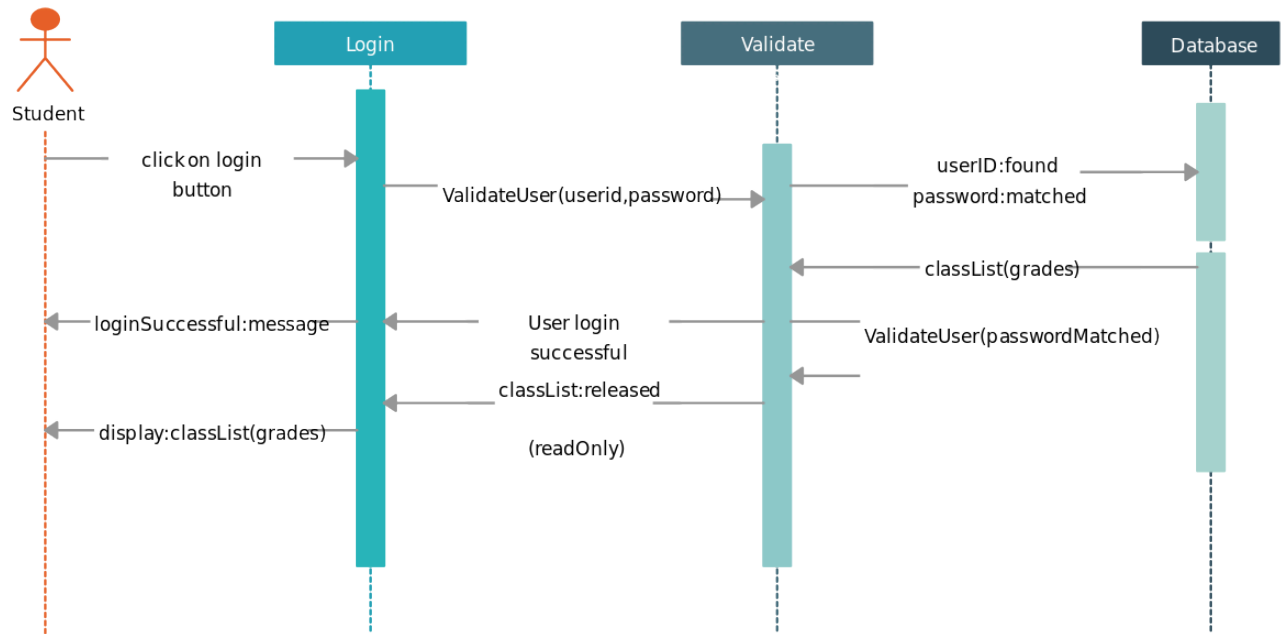 Login
Validate
Database
Student
click on login
button
ValidateUser(userid,password)
userID:found
password:matched
classList(grades)
loginSuccessful:message
User login
successful
ValidateUser(passwordMatched)
classList:released
(readOnly)
display:classList(grades)